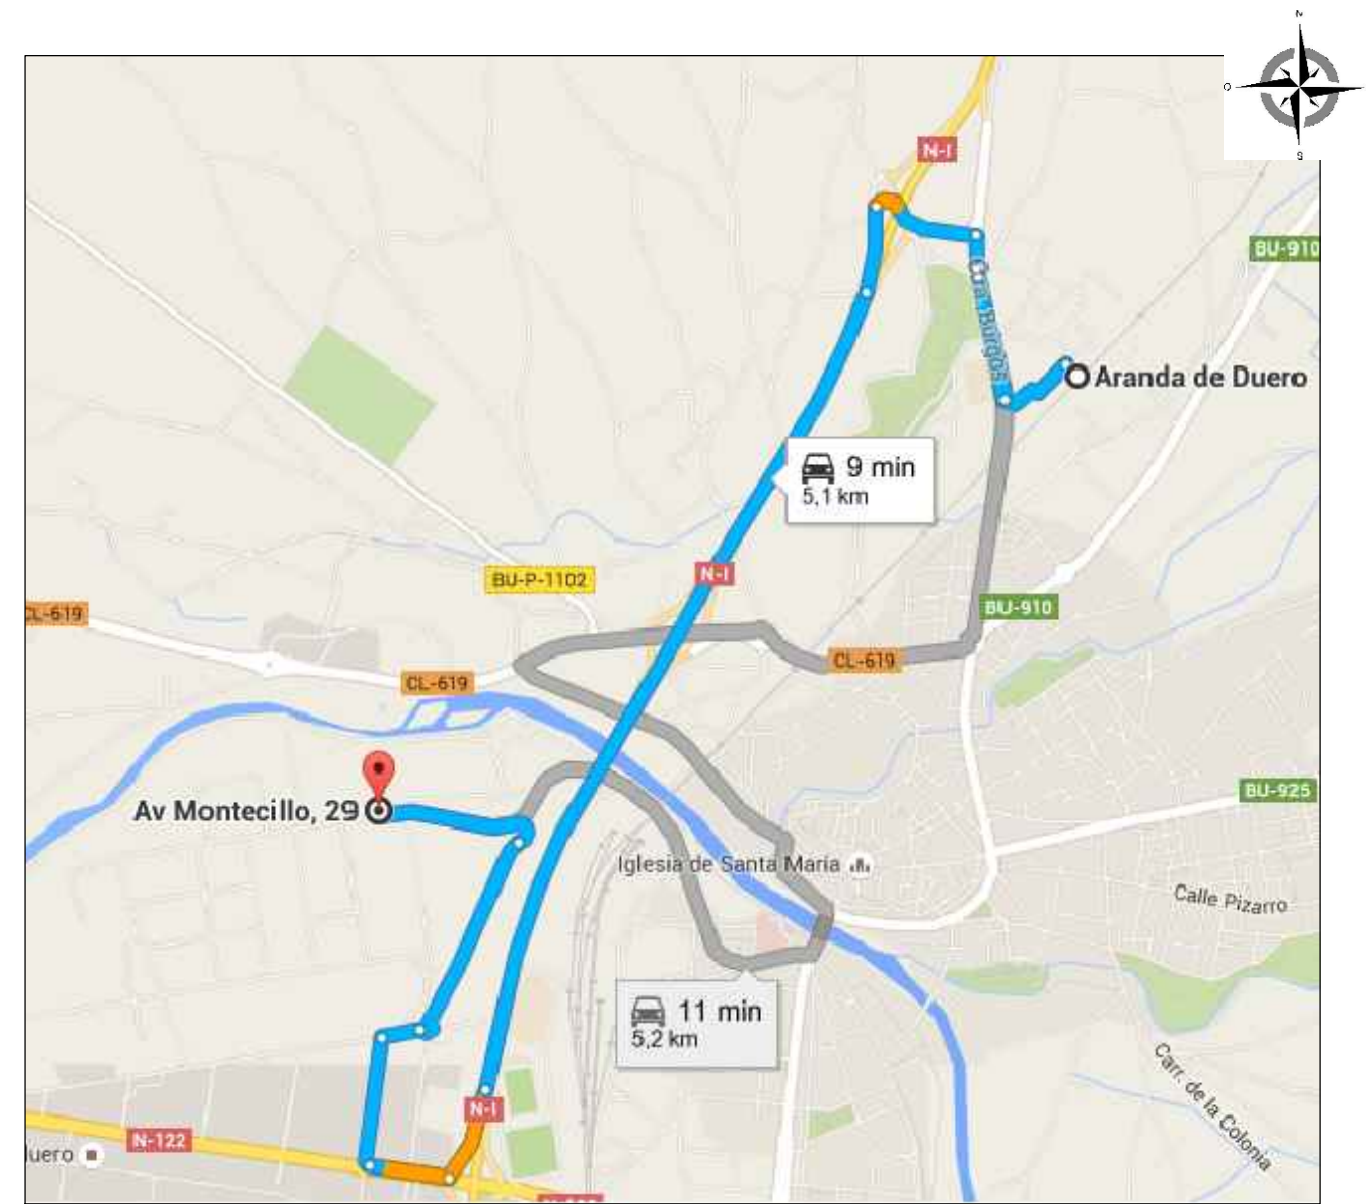 N
O
S
N-I
BU-910
Ctra. Burgos
Aranda de Duero
9 min
5,1 km
N-I
BU-P-1102
CL-619
BU-910
CL-619
CL-619
Av Montecillo, 29
BU-925
Iglesia de Santa María
Calle Pizarro
11 min
5,2 km
Carr. de la Colonia
N-I
N-122
uero